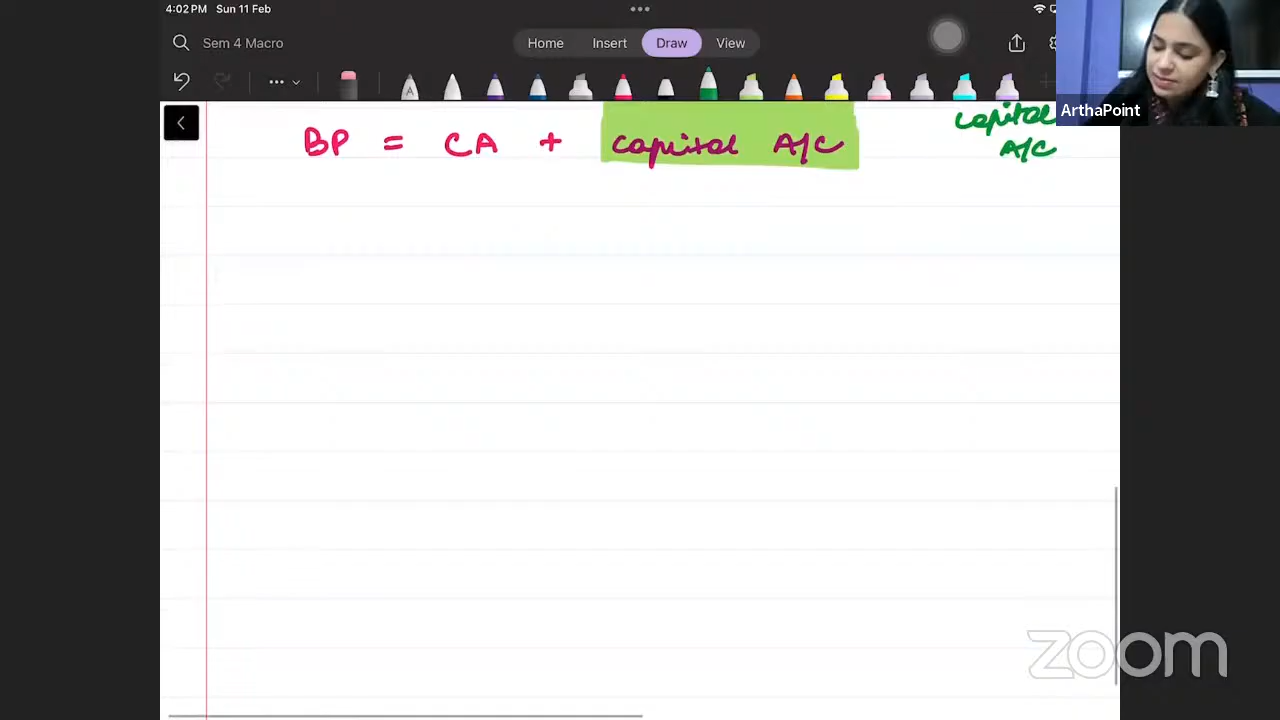 4:02 PM Sun 11 Feb
Sem 4 Macro
Home Insert Draw View
ArthaPoint
BP = CA + capital A/C
capital
A/C
zoom